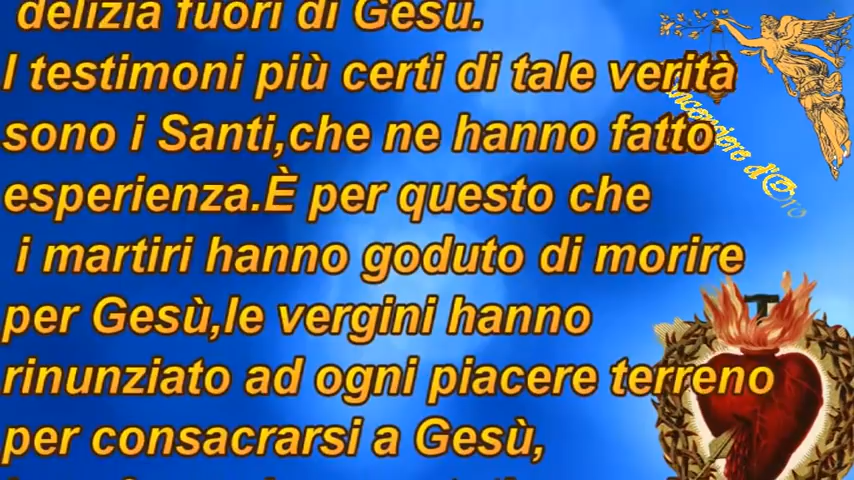 delizia fuori di Gesù.
I testimoni più certi di tale verità
sono i Santi,che ne hanno fatto
esperienza.È per questo che
i martiri hanno goduto di morire
per Gesù,le vergini hanno
rinunziato ad ogni piacere terreno
per consacrarsi a Gesù,
d'Oro